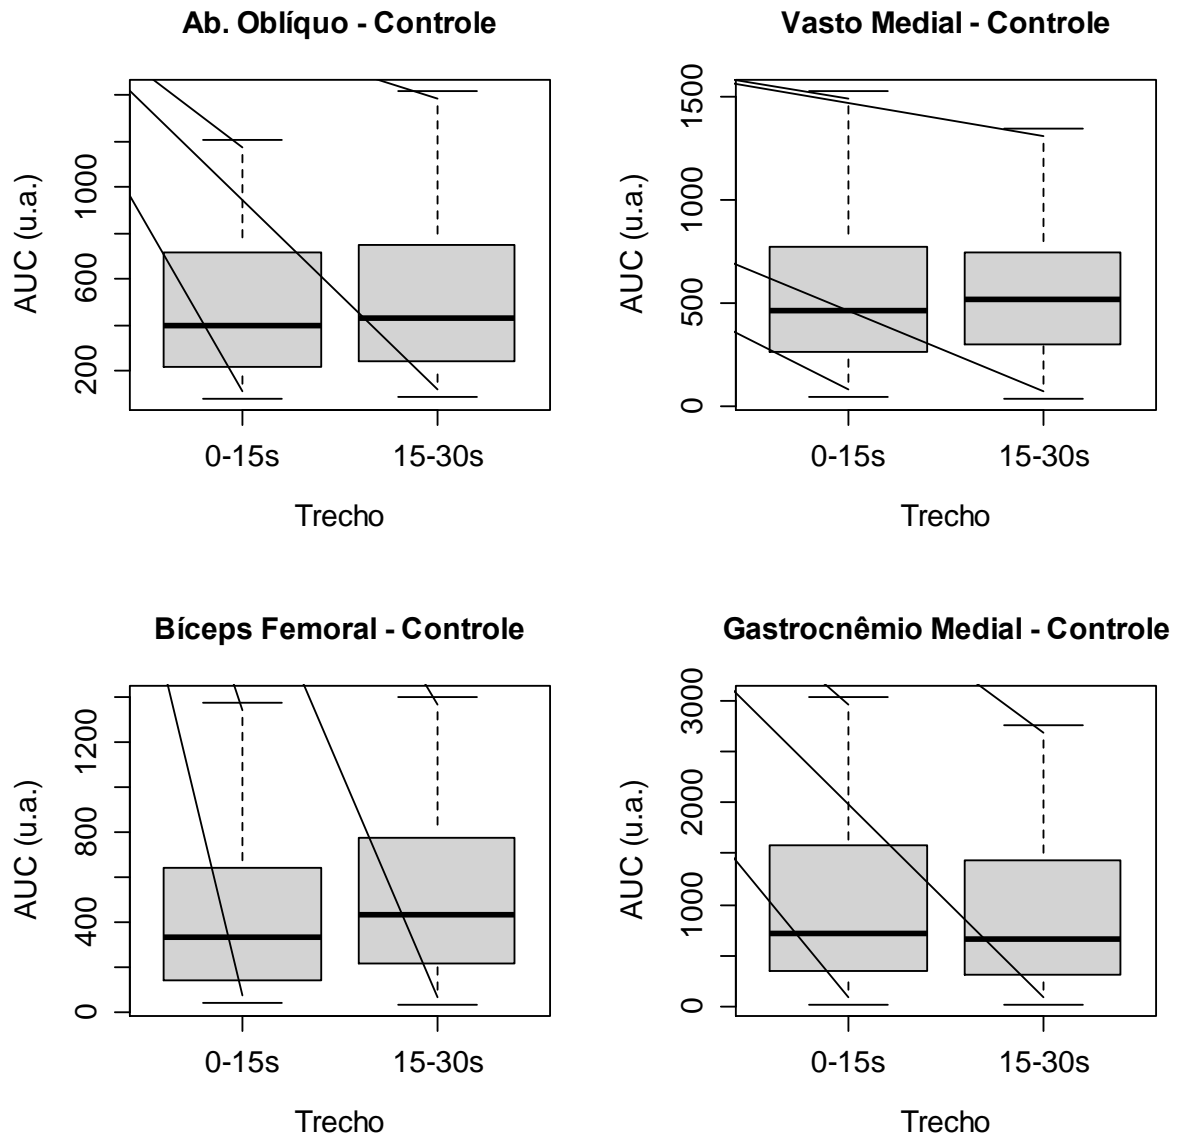 Ab. Oblíquo - Controle
AUC (u.a.)
1000
600
200
0-15s 15-30s
Trecho
Vasto Medial - Controle
AUC (u.a.)
1500
1000
500
0
0-15s 15-30s
Trecho
Bíceps Femoral - Controle
AUC (u.a.)
1200
800
400
0
0-15s 15-30s
Trecho
Gastrocnêmio Medial - Controle
AUC (u.a.)
3000
2000
1000
0
0-15s 15-30s
Trecho